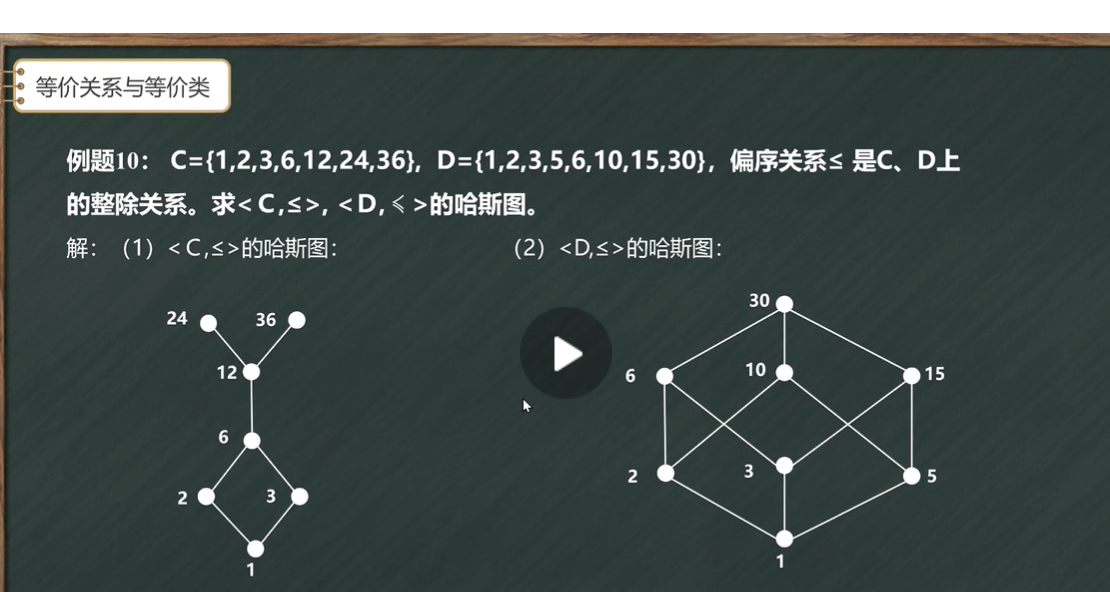 等价关系与等价类
例题10： C={1,2,3,6,12,24,36}, D={1,2,3,5,6,10,15,30}，偏序关系≤ 是C、D上
的整除关系。求< C,≤>, < D,⩽ >的哈斯图。
解：（1）< C,≤>的哈斯图：
（2）<D,≤>的哈斯图：
24 36
12
6
2 3
1
30
6 10 15
2 3 5
1